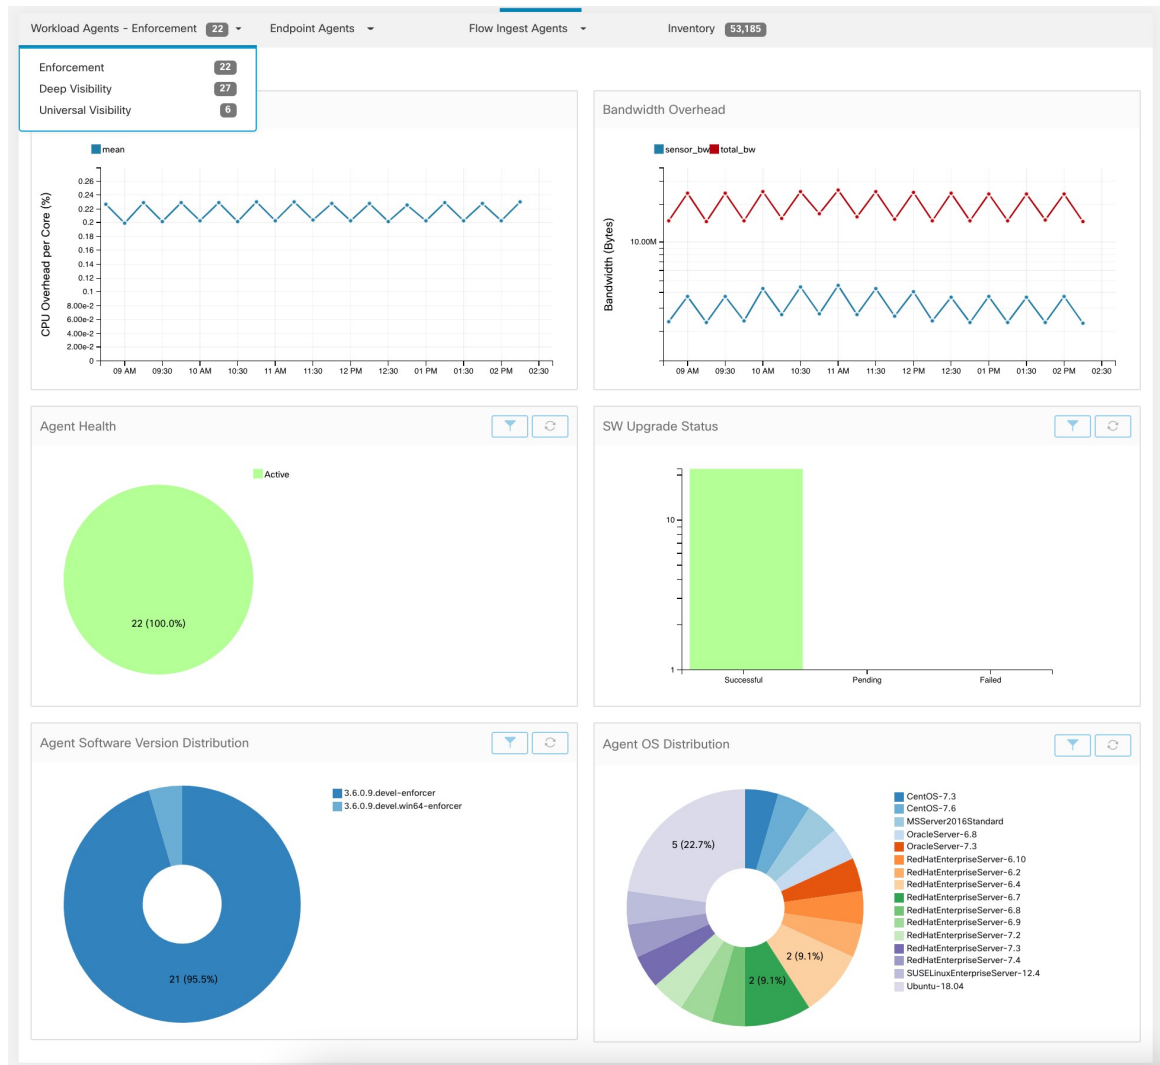 Workload Agents - Enforcement 22 Endpoint Agents Flow Ingest Agents Inventory 53,185
Enforcement 22
Deep Visibility 27
Universal Visibility 6
Bandwidth Overhead
mean
CPU Overhead per Core (%)
0.26
0.24
0.22
0.2
0.18
0.16
0.14
0.12
0.1
8.00e-2
6.00e-2
4.00e-2
2.00e-2
0
09 AM 09:30 10 AM 10:30 11 AM 11:30 12 PM 12:30 01 PM 01:30 02 PM 02:30
sensor_bw total_bw
Bandwidth (Bytes)
10.00M
09 AM 09:30 10 AM 10:30 11 AM 11:30 12 PM 12:30 01 PM 01:30 02 PM 02:30
Agent Health
Active
22 (100.0%)
SW Upgrade Status
10
1
Successful Pending Failed
Agent Software Version Distribution
3.6.0.9.devel-enforcer
3.6.0.9.devel.win64-enforcer
21 (95.5%)
Agent OS Distribution
5 (22.7%)
2 (9.1%)
2 (9.1%)
CentOS-7.3
CentOS-7.6
MSServer2016Standard
OracleServer-6.8
OracleServer-7.3
RedHatEnterpriseServer-6.10
RedHatEnterpriseServer-6.2
RedHatEnterpriseServer-6.4
RedHatEnterpriseServer-6.7
RedHatEnterpriseServer-6.8
RedHatEnterpriseServer-6.9
RedHatEnterpriseServer-7.2
RedHatEnterpriseServer-7.3
RedHatEnterpriseServer-7.4
SUSELinuxEnterpriseServer-12.4
Ubuntu-18.04